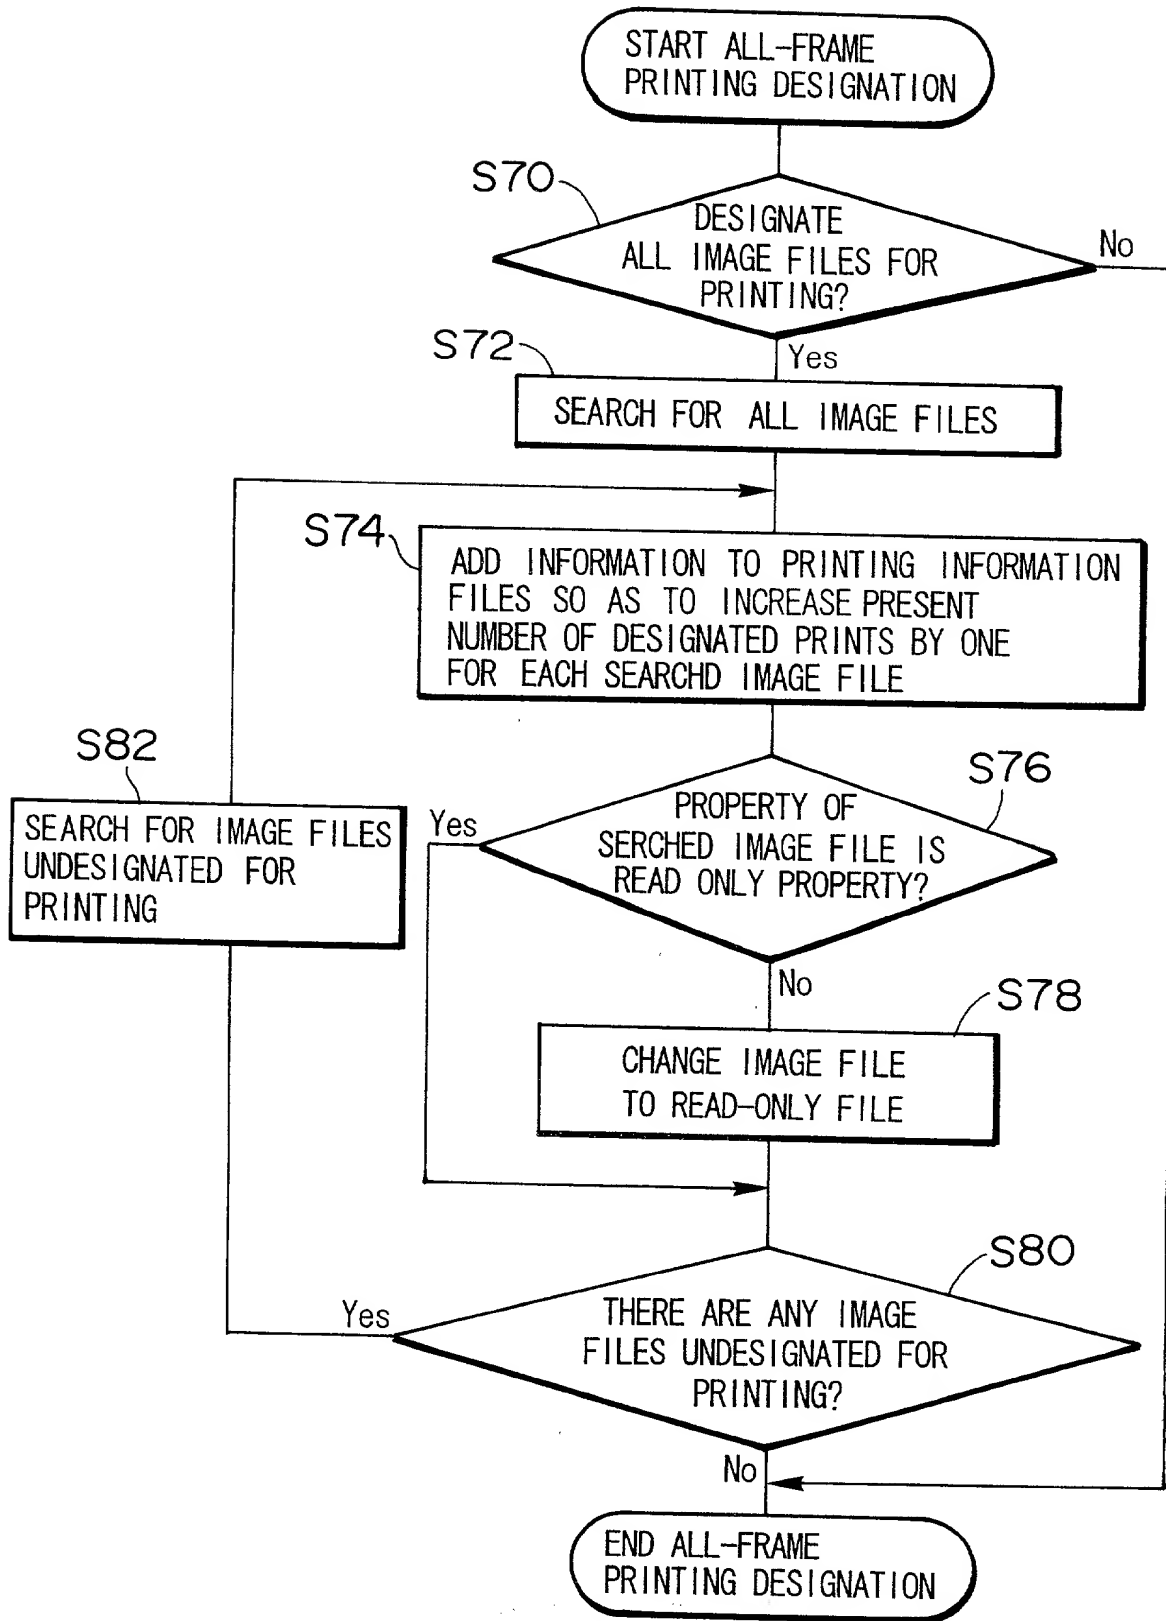 START ALL-FRAME
PRINTING DESIGNATION
S70
DESIGNATE
ALL IMAGE FILES FOR
PRINTING?
No
Yes
S72
SEARCH FOR ALL IMAGE FILES
S74
ADD INFORMATION TO PRINTING INFORMATION
FILES SO AS TO INCREASE PRESENT
NUMBER OF DESIGNATED PRINTS BY ONE
FOR EACH SEARCHD IMAGE FILE
S82
SEARCH FOR IMAGE FILES
UNDESIGNATED FOR
PRINTING
S76
PROPERTY OF
SERCHED IMAGE FILE IS
READ ONLY PROPERTY?
Yes
No
S78
CHANGE IMAGE FILE
TO READ-ONLY FILE
S80
THERE ARE ANY IMAGE
FILES UNDESIGNATED FOR
PRINTING?
Yes
No
END ALL-FRAME
PRINTING DESIGNATION